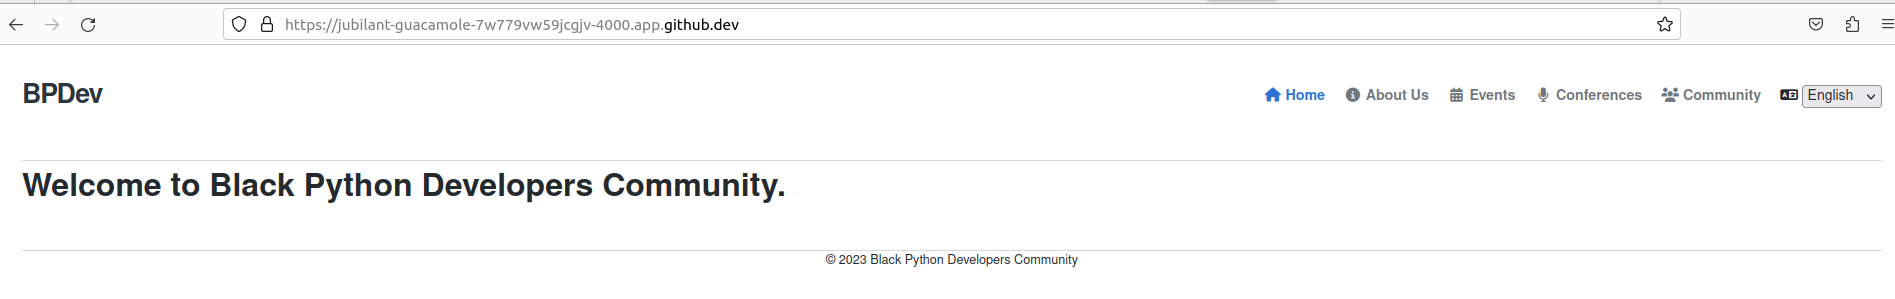 https://jubilant-guacamole-7w779vw59jcgjv-4000.app.github.dev
BPDev
Home About Us Events Conferences Community English
Welcome to Black Python Developers Community.
© 2023 Black Python Developers Community